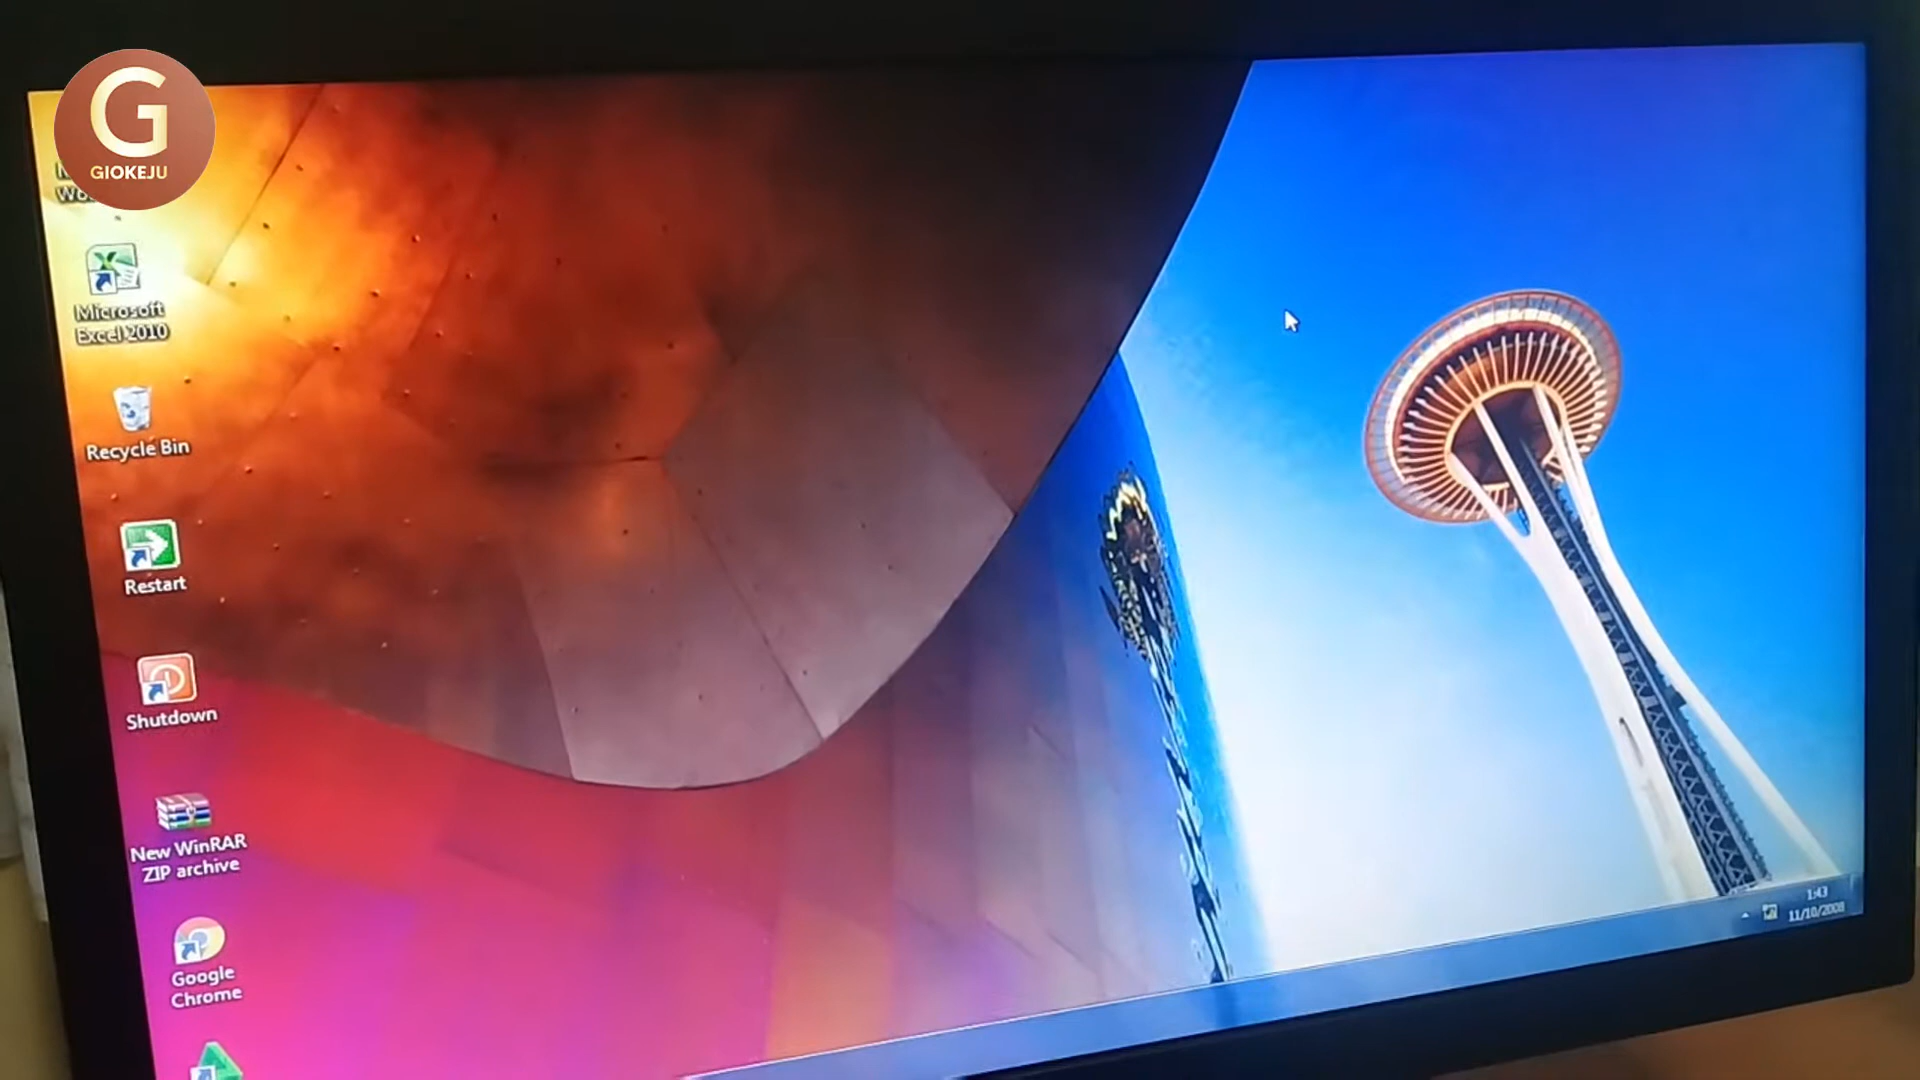 G
GIOKEJU
Microsoft
Excel 2010
Recycle Bin
Restart
Shutdown
New WinRAR
ZIP archive
Google
Chrome
1:43
11/10/2008